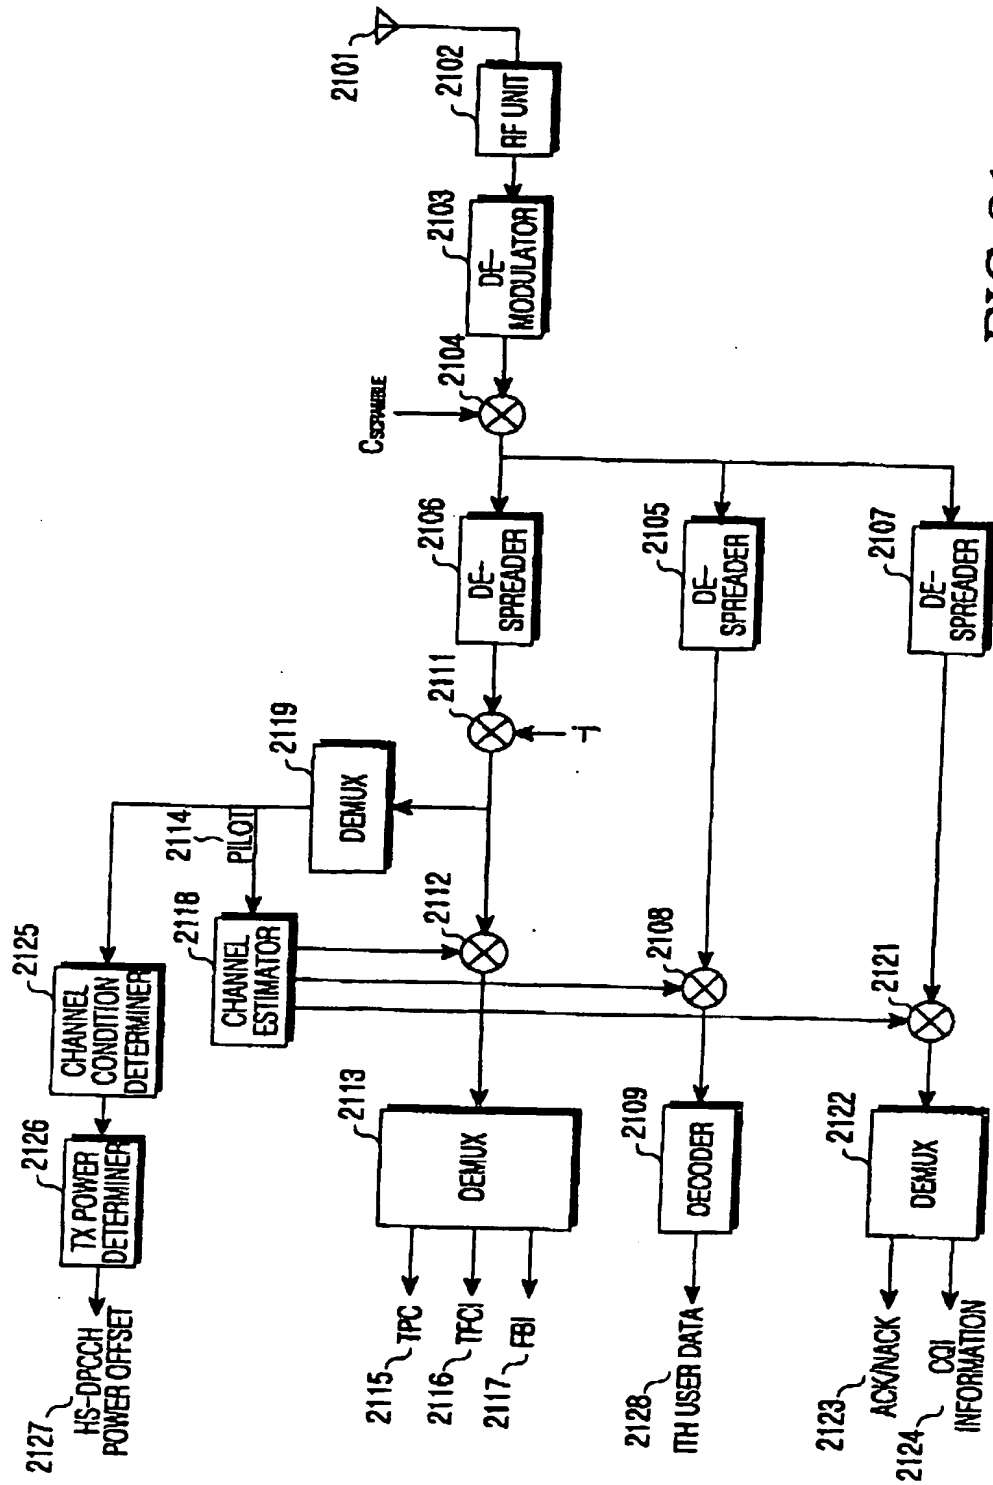 2101
2102
RF UNIT
2103
DE-
MODULATOR
2104
CSCRAMBLE
2106
DE-
SPREADER
2105
DE-
SPREADER
2107
DE-
SPREADER
2111
-j
2119
DEMUX
2114
PILOT
2118
CHANNEL
ESTIMATOR
2112
2108
2121
2125
CHANNEL
CONDITION
DETERMINER
2126
TX POWER
DETERMINER
2127
HS-DPCCH
POWER OFFSET
2113
DEMUX
2115 TPC
2116 TFCI
2117 FBI
2109
DECODER
2128
ITH USER DATA
2122
DEMUX
2123
ACK/NACK
2124
CQI
INFORMATION